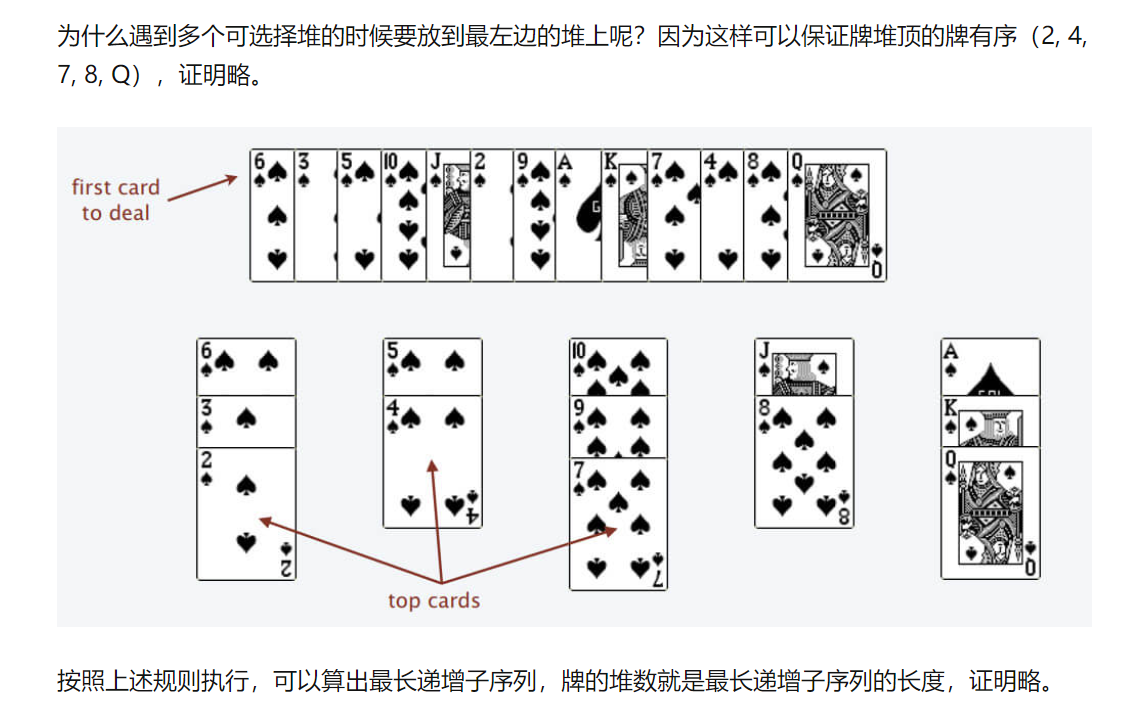 为什么遇到多个可选择堆的时候要放到最左边的堆上呢？因为这样可以保证牌堆顶的牌有序（2, 4,
7, 8, Q），证明略。
6 3 5 10 J 2 9 A K 7 4 8 Q
first card
to deal
Q
6 5 10 J A
3 4 9 8 K
2 7 Q
4 8
2 7 Q
top cards
按照上述规则执行，可以算出最长递增子序列，牌的堆数就是最长递增子序列的长度，证明略。